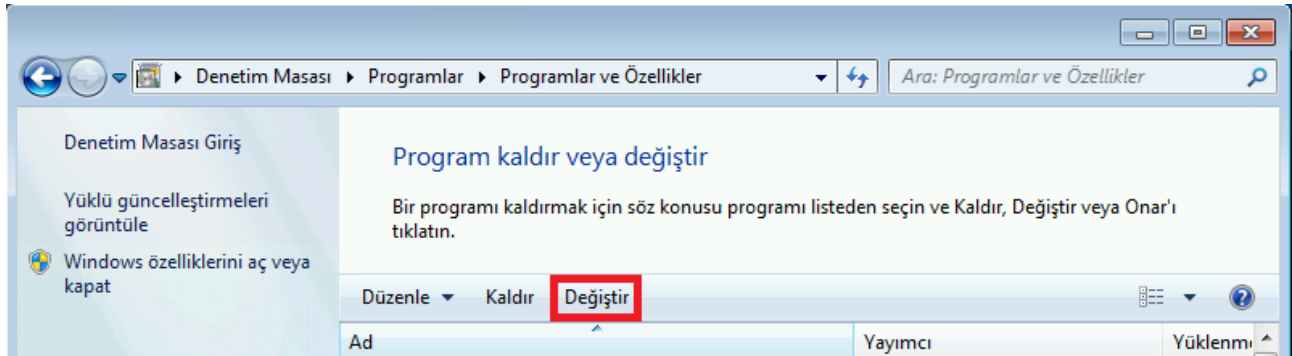 Denetim Masası ▸ Programlar ▸ Programlar ve Özellikler
Ara: Programlar ve Özellikler
Denetim Masası Giriş
Yüklü güncelleştirmeleri
görüntüle
Windows özelliklerini aç veya
kapat
Program kaldır veya değiştir
Bir programı kaldırmak için söz konusu programı listeden seçin ve Kaldır, Değiştir veya Onar'ı
tıklatın.
Düzenle Kaldır Değiştir
Ad Yayımcı